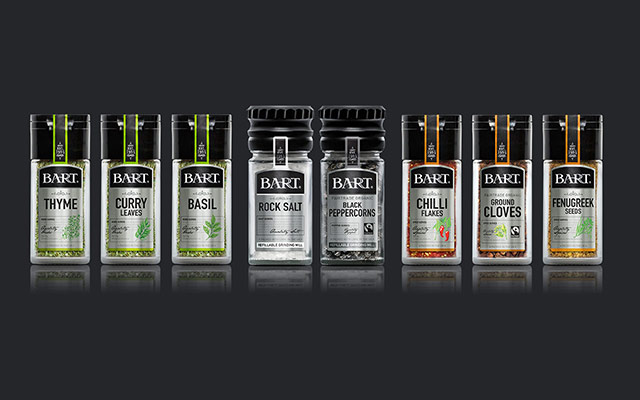 BART.
THYME
BART.
CURRY
LEAVES
BART.
BASIL
BART.
ROCK SALT
REFILLABLE GRINDING MILL
BART.
FAIRTRADE ORGANIC
BLACK
PEPPERCORNS
REFILLABLE GRINDING MILL
BART.
CHILLI
FLAKES
BART.
FAIRTRADE ORGANIC
GROUND
CLOVES
BART.
FENUGREEK
SEEDS